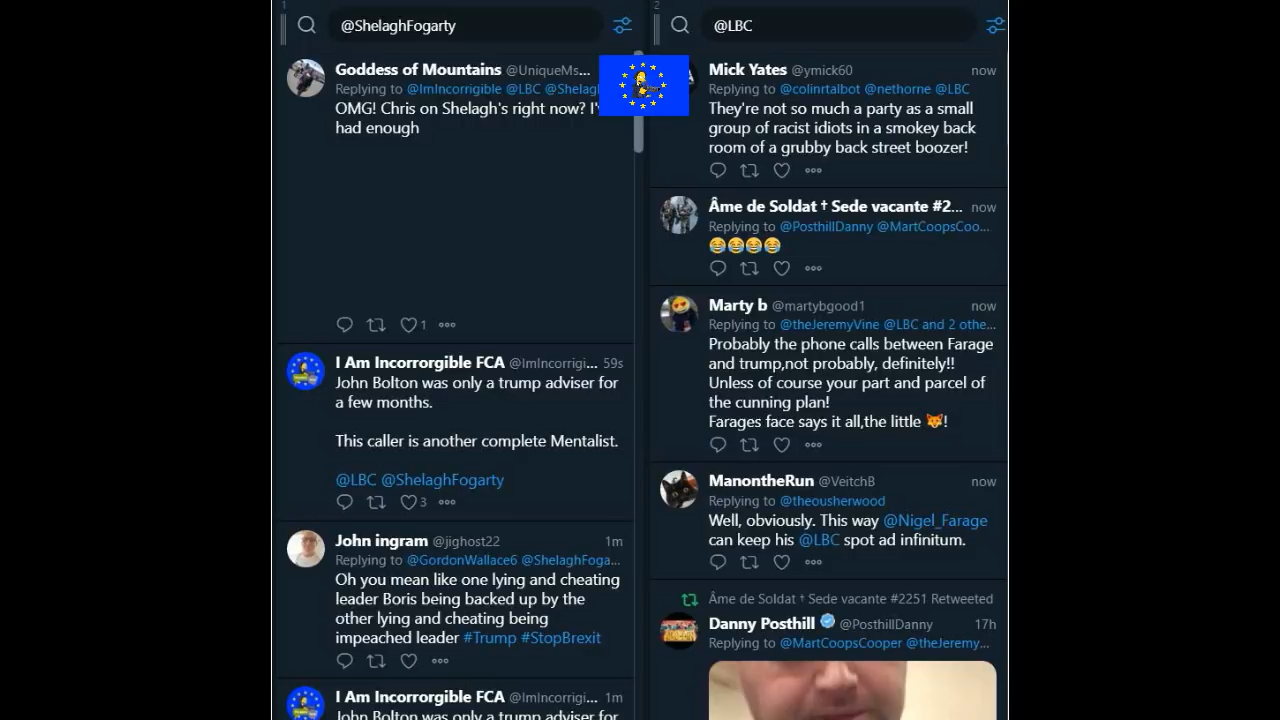 1
@ShelaghFogarty
Goddess of Mountains @UniqueMs...
Replying to @ImIncorrigible @LBC @Shelagh
OMG! Chris on Shelagh's right now?
had enough
1
I Am Incorrorgible FCA @ImIncorrigi... 59s
John Bolton was only a trump adviser for
a few months.
This caller is another complete Mentalist.
@LBC @ShelaghFogarty
3
John ingram @jighost22 1m
Replying to @GordonWallace6 @ShelaghFoga...
Oh you mean like one lying and cheating
leader Boris being backed up by the
other lying and cheating being
impeached leader #Trump #StopBrexit
I Am Incorrorgible FCA @ImIncorrigi... 1m
John Bolton was only a trump adviser for
2
@LBC
Mick Yates @ymick60 now
Replying to @colinrtalbot @nethorne @LBC
They're not so much a party as a small
group of racist idiots in a smokey back
room of a grubby back street boozer!
Âme de Soldat † Sede vacante #2... now
Replying to @PosthillDanny @MartCoopsCoo...
😂😂😂😂
Marty b @martybgood1 now
Replying to @theJeremyVine @LBC and 2 othe...
Probably the phone calls between Farage
and trump,not probably, definitely!!
Unless of course your part and parcel of
the cunning plan!
Farages face says it all,the little 🦊!
ManontheRun @VeitchB now
Replying to @theousherwood
Well, obviously. This way @Nigel_Farage
can keep his @LBC spot ad infinitum.
Âme de Soldat † Sede vacante #2251 Retweeted
Danny Posthill @PosthillDanny 17h
Replying to @MartCoopsCooper @theJeremy...